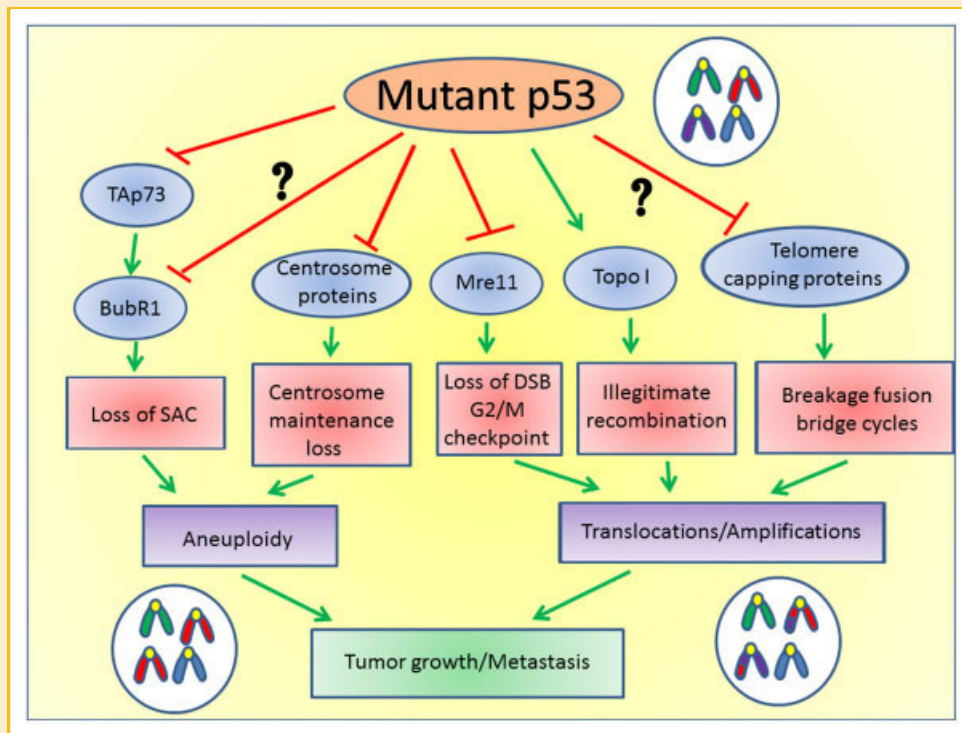 Mutant p53
?
?
TAp73
BubR1
Centrosome
proteins
Mre11
Topo I
Telomere
capping proteins
Loss of SAC
Centrosome
maintenance
loss
Loss of DSB
G2/M
checkpoint
Illegitimate
recombination
Breakage fusion
bridge cycles
Aneuploidy
Translocations/Amplifications
Tumor growth/Metastasis